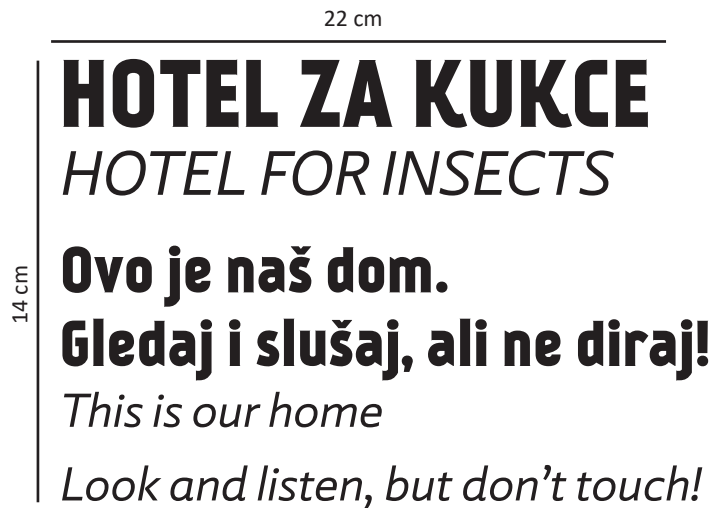 22 cm
14 cm
HOTEL ZA KUKCE
HOTEL FOR INSECTS
Ovo je naš dom.
Gledaj i slušaj, ali ne diraj!
This is our home
Look and listen, but don’t touch!